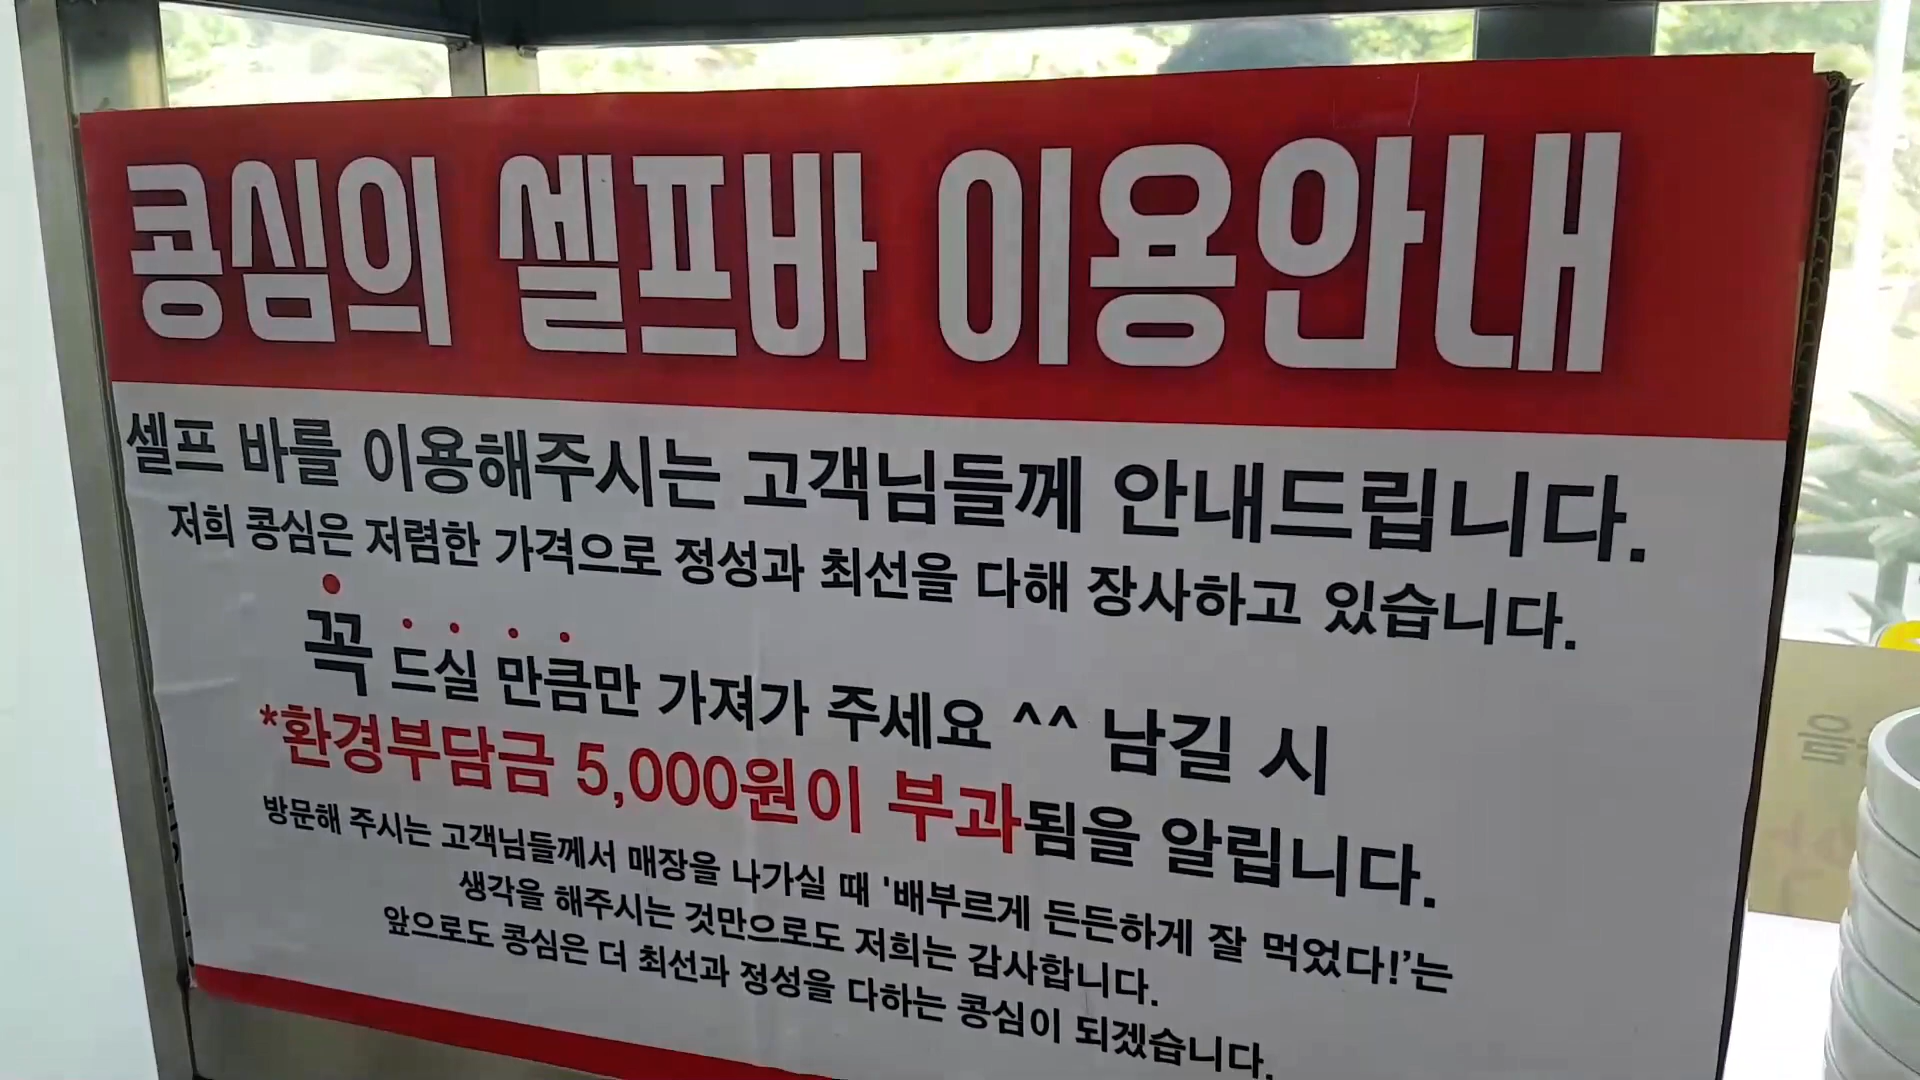 콩심의 셀프바 이용안내
셀프 바를 이용해주시는 고객님들께 안내드립니다.
저희 콩심은 저렴한 가격으로 정성과 최선을 다해 장사하고 있습니다.
꼭 드실 만큼만 가져가 주세요 ^^ 남길 시
*환경부담금 5,000원이 부과됨을 알립니다.
방문해 주시는 고객님들께서 매장을 나가실 때 '배부르게 든든하게 잘 먹었다!'는
생각을 해주시는 것만으로도 저희는 감사합니다.
앞으로도 콩심은 더 최선과 정성을 다하는 콩심이 되겠습니다.